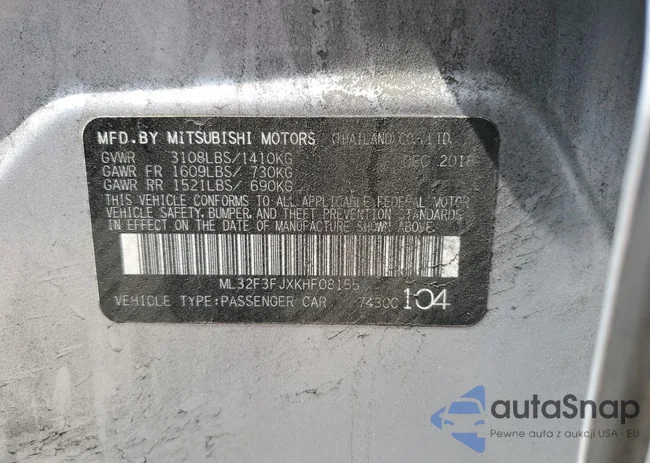 MFD.BY MITSUBISHI MOTORS (THAILAND) CO., LTD.
GVWR 3108LBS/1410KG DEC 2018
GAWR FR 1609LBS/ 730KG
GAWR RR 1521LBS/ 690KG
THIS VEHICLE CONFORMS TO ALL APPLICABLE FEDERAL MOTOR
VEHICLE SAFETY, BUMPER, AND THEFT PREVENTION STANDARDS
IN EFFECT ON THE DATE OF MANUFACTURE SHOWN ABOVE.
ML32F3FJXKHF08155
VEHICLE TYPE:PASSENGER CAR 7430C 104
autoSnap
Pewne auta z aukcji USA i EU